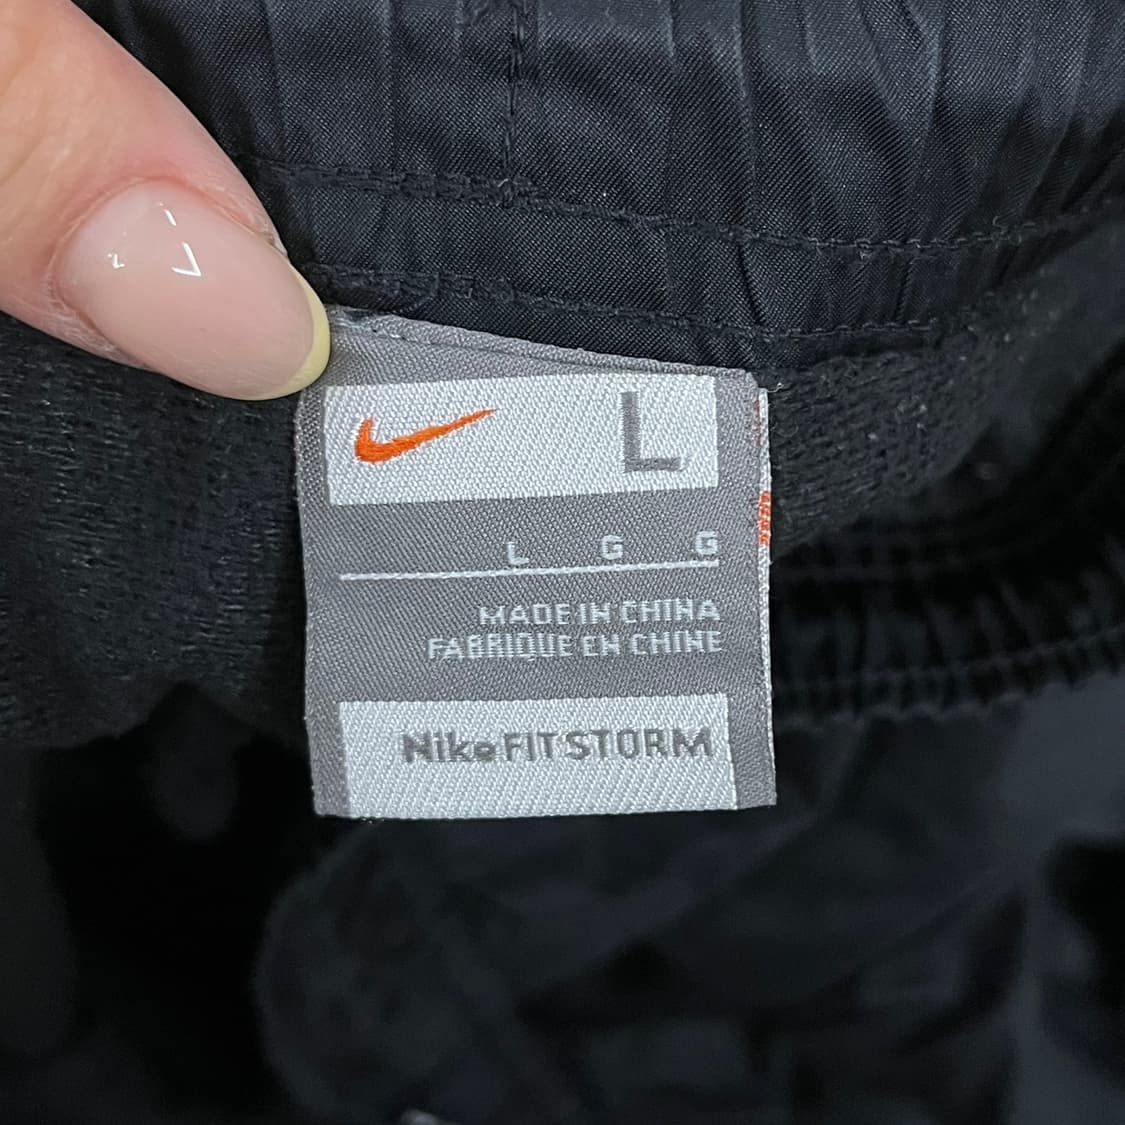 L
L G G
MADE IN CHINA
FABRIQUE EN CHINE
Nike FIT STORM